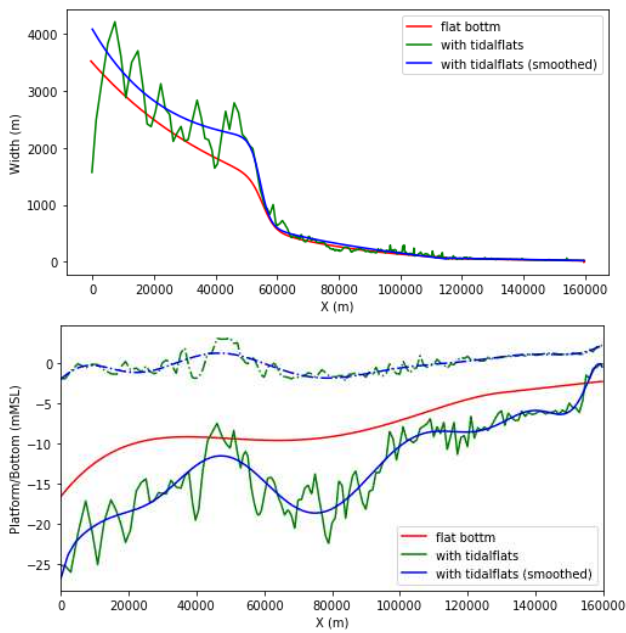 4000
3000
2000
1000
0
Width (m)
flat bottm
with tidalflats
with tidalflats (smoothed)
0 20000 40000 60000 80000 100000 120000 140000 160000
X (m)
0
−5
−10
−15
−20
−25
Platform/Bottom (mMSL)
flat bottm
with tidalflats
with tidalflats (smoothed)
0 20000 40000 60000 80000 100000 120000 140000 160000
X (m)